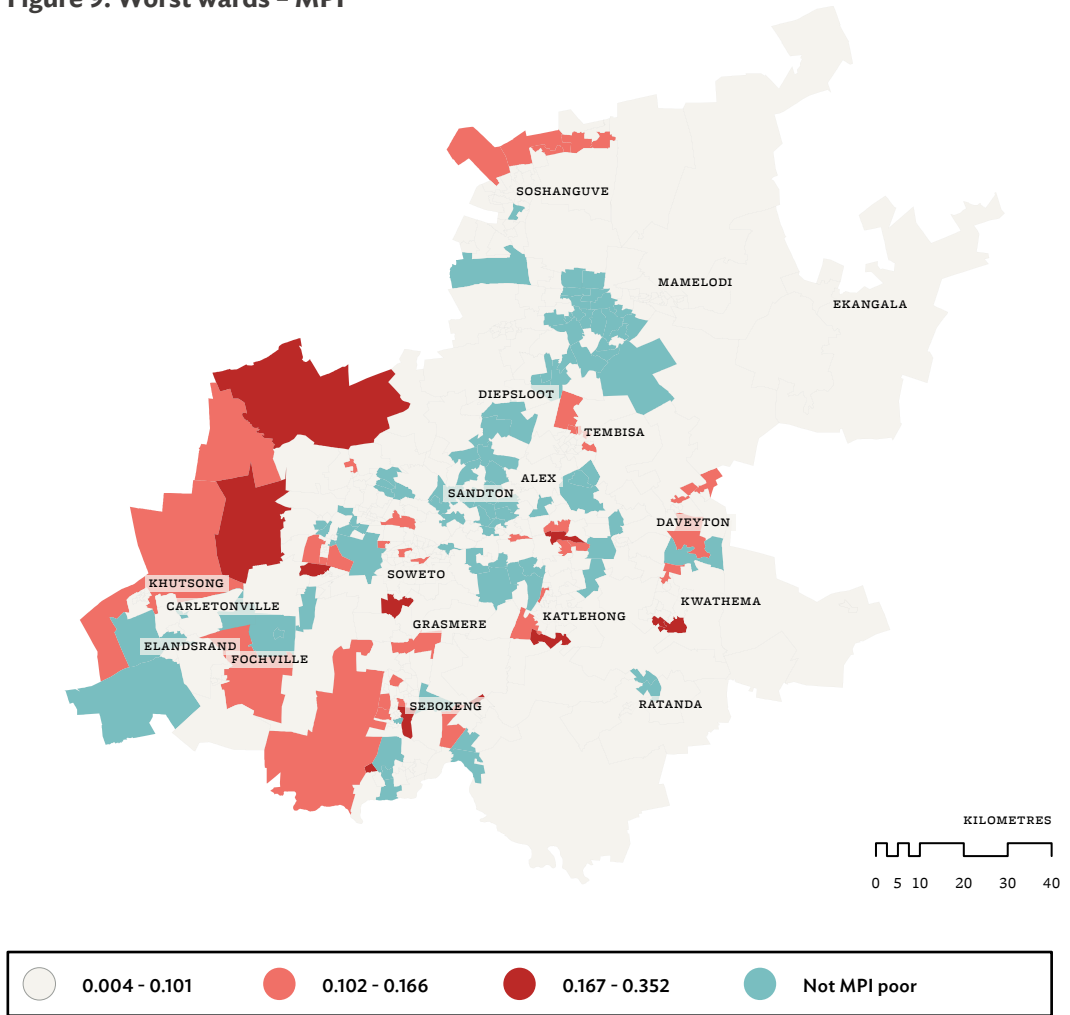 Figure 9: Worst wards – MPI
SOSHANGUVE
MAMELODI
EKANGALA
DIEPSLOOT
TEMBISA
ALEX
SANDTON
DAVEYTON
SOWETO
KHUTSONG
KWATHEMA
CARLETONVILLE
KATLEHONG
GRASMERE
ELANDSRAND
FOCHVILLE
RATANDA
SEBOKENG
KILOMETRES
0 5 10 20 30 40
0.004 - 0.101 0.102 - 0.166 0.167 - 0.352 Not MPI poor